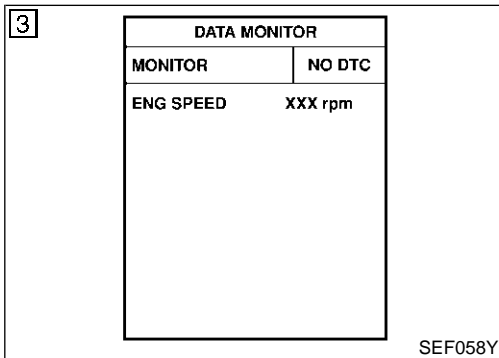 3
DATA MONITOR
MONITOR NO DTC
ENG SPEED XXX rpm
SEF058Y